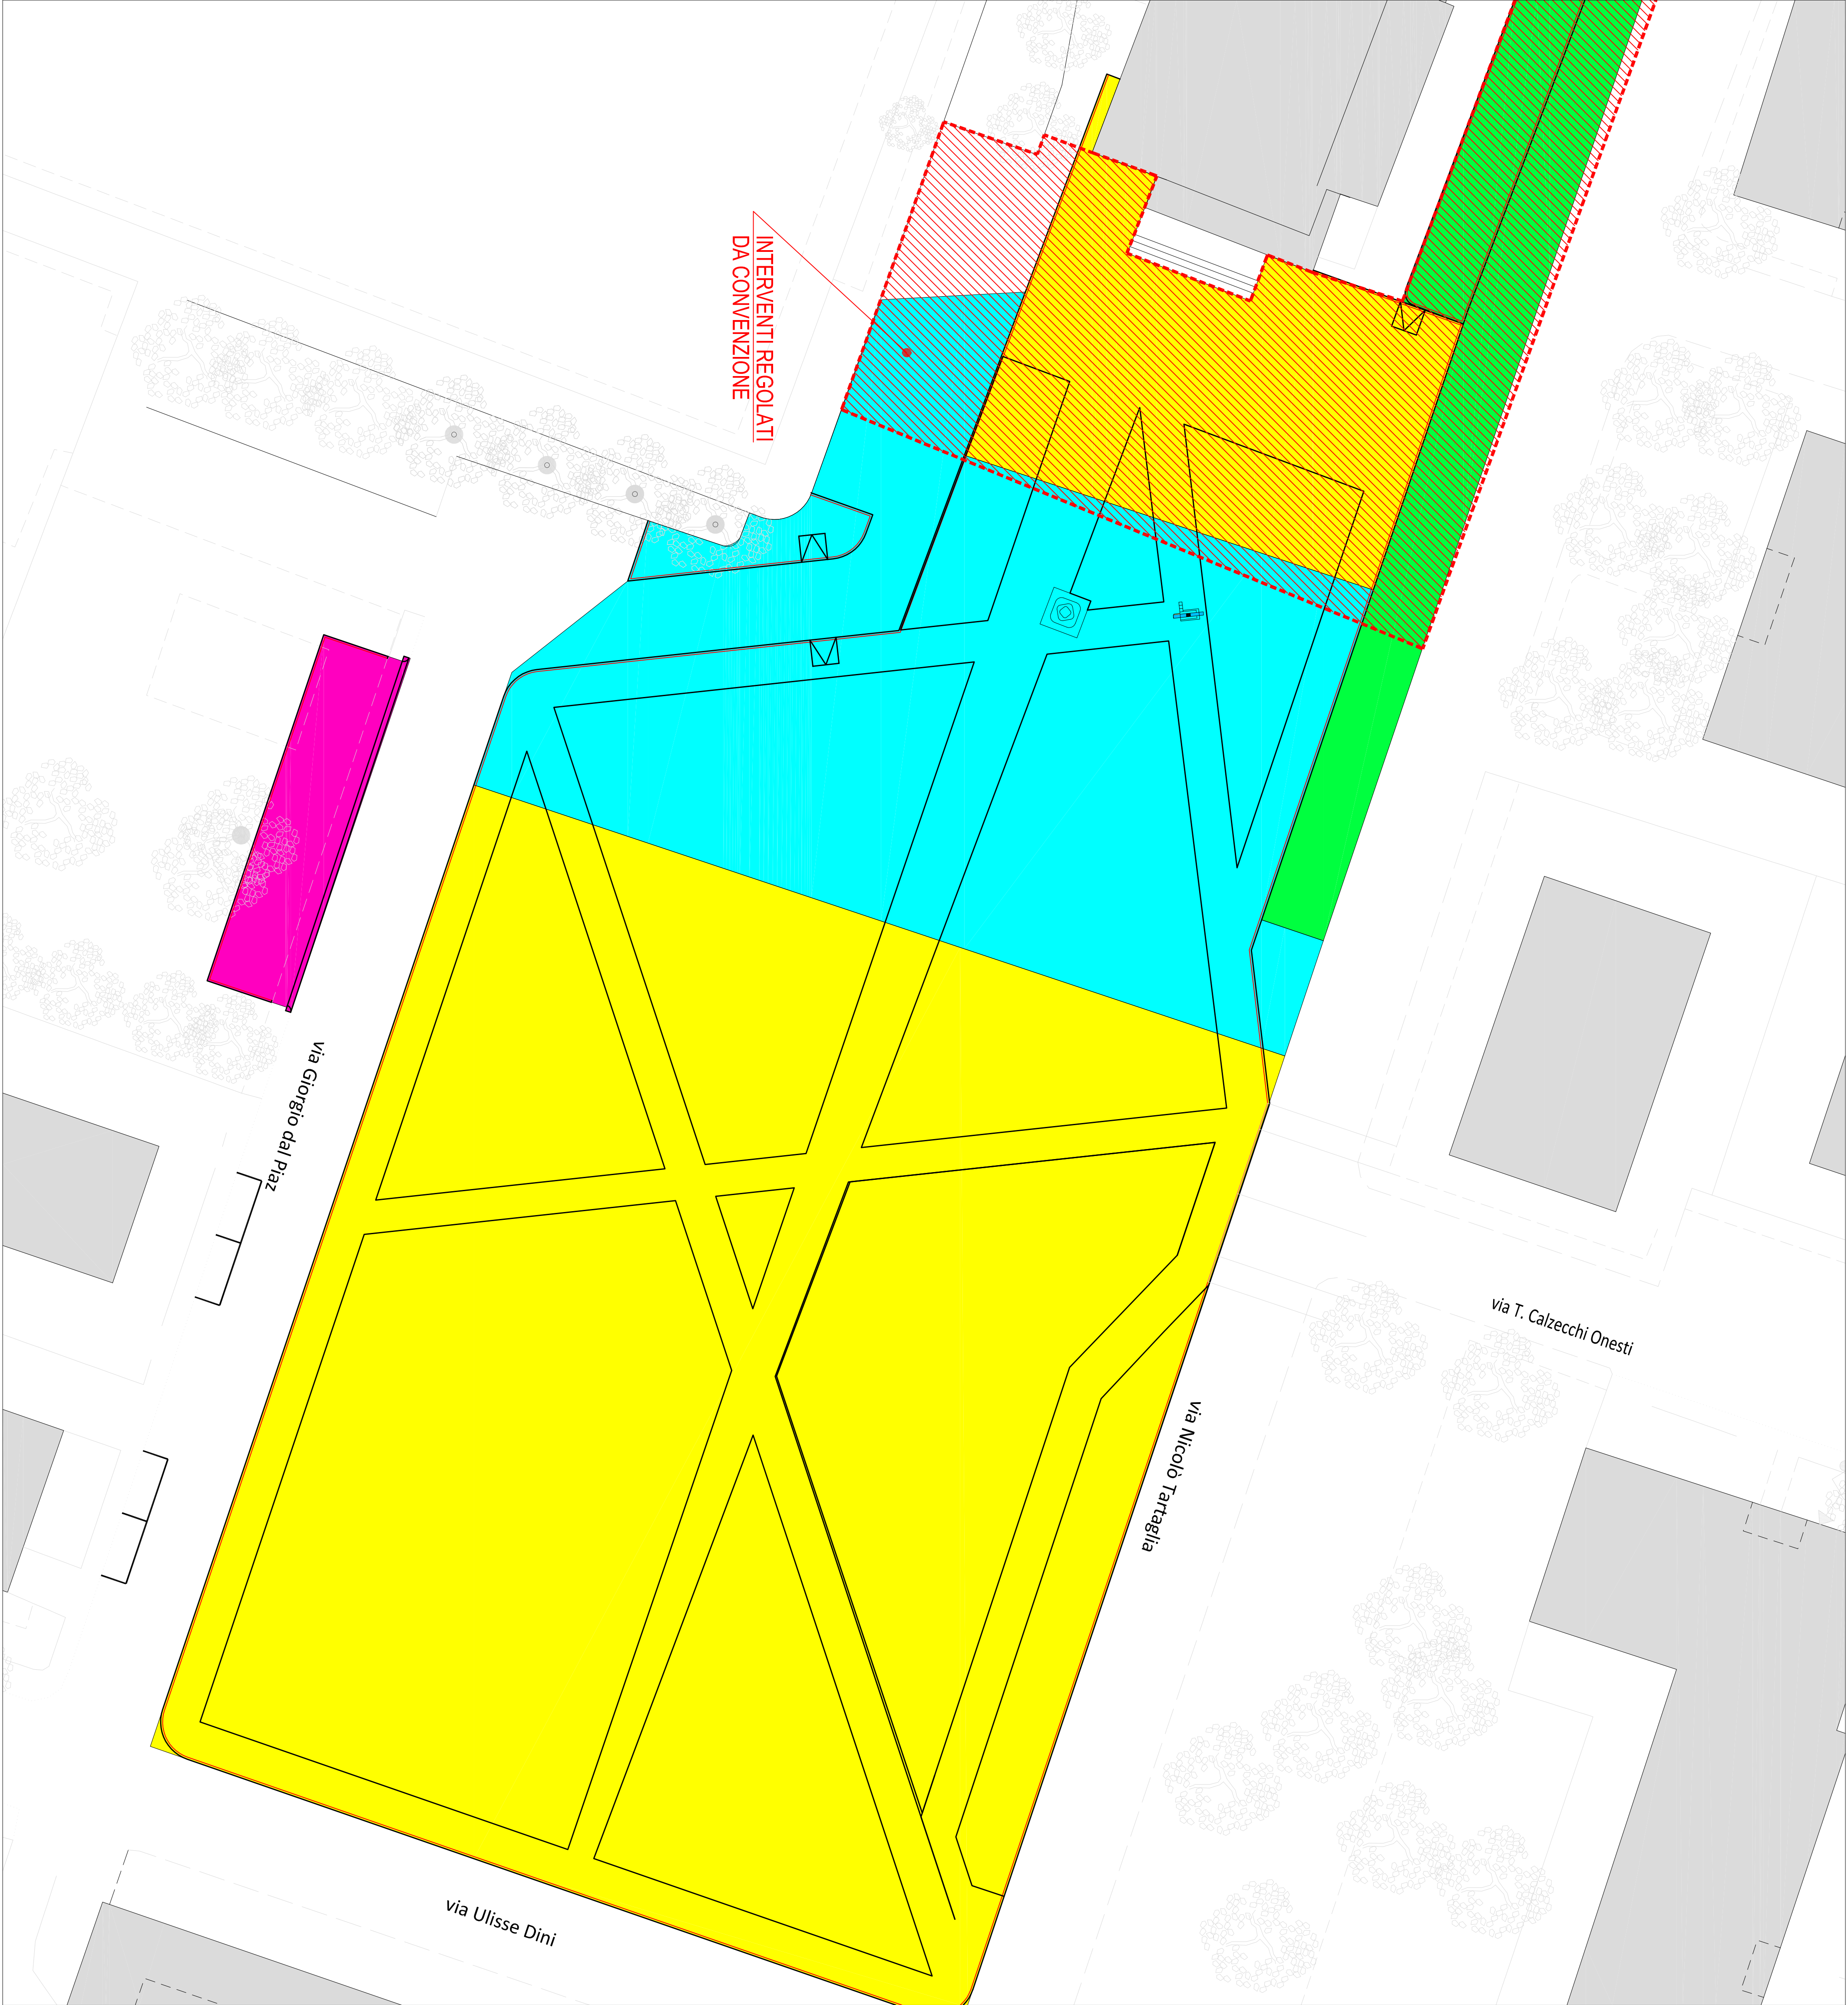 INTERVENTI REGOLATI
DA CONVENZIONE
via Giorgio dal Piaz
via T. Calzecchi Onesti
via Nicolò Tartaglia
via Ulisse Dini